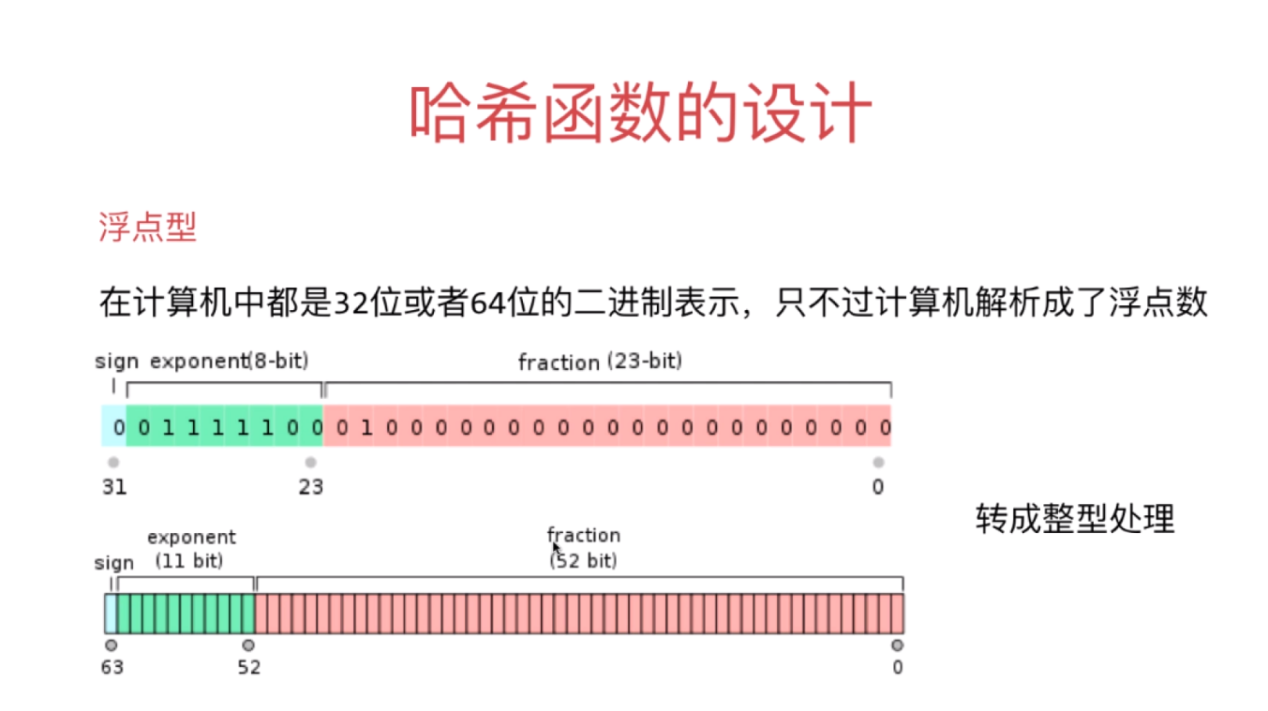 哈希函数的设计
浮点型
在计算机中都是32位或者64位的二进制表示，只不过计算机解析成了浮点数
sign exponent(8-bit) fraction (23-bit)
0 0 1 1 1 1 1 0 0 0 1 0 0 0 0 0 0 0 0 0 0 0 0 0 0 0 0 0 0 0 0 0
31 23 0
转成整型处理
exponent fraction
sign (11 bit) (52 bit)
63 52 0